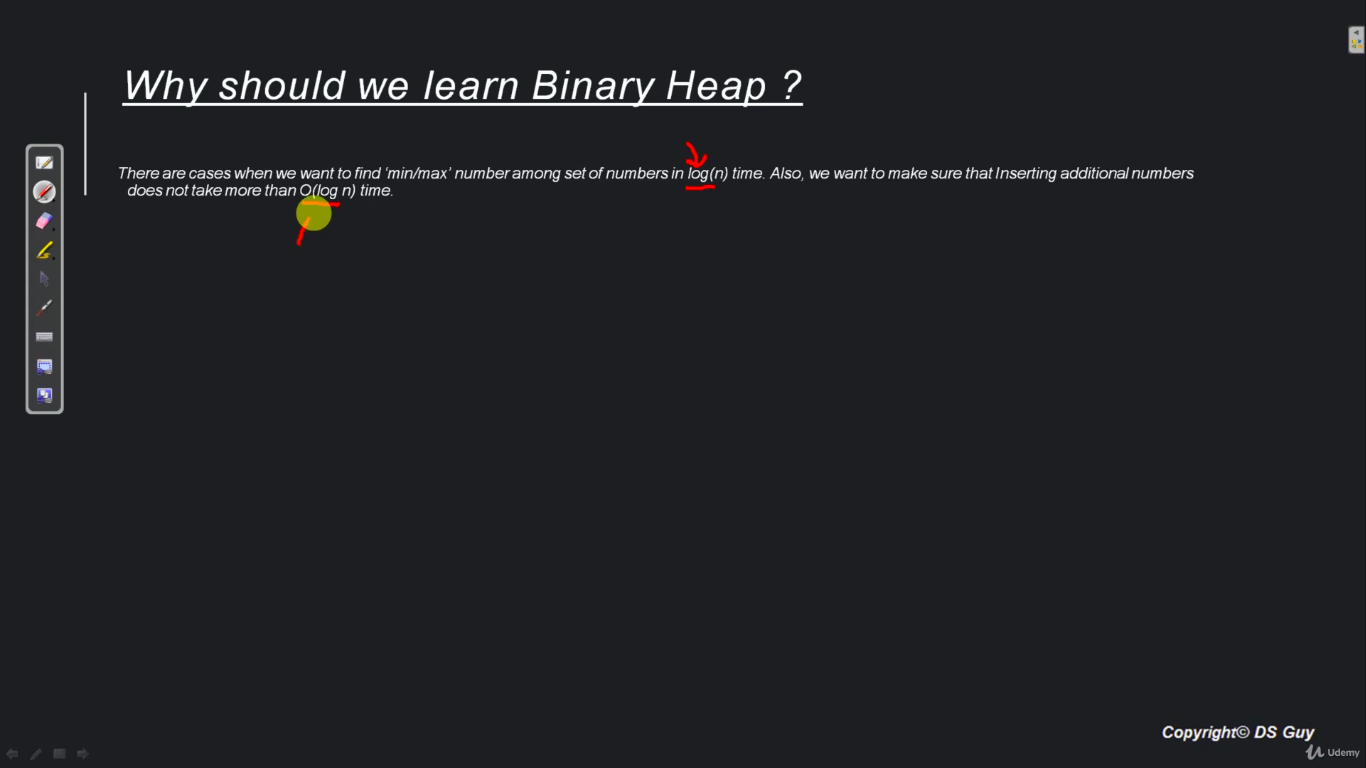 Why should we learn Binary Heap ?
There are cases when we want to find ‘min/max’ number among set of numbers in log(n) time. Also, we want to make sure that Inserting additional numbers
does not take more than O(log n) time.
Copyright© DS Guy
Udemy